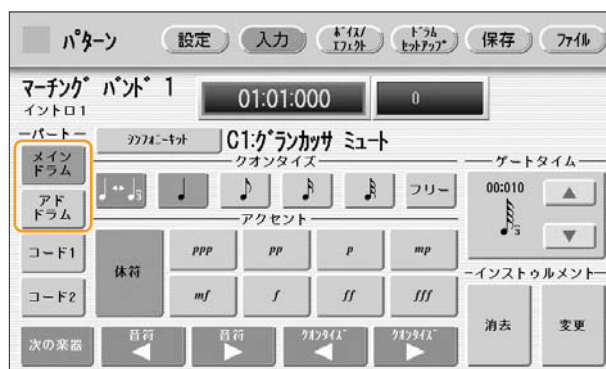 パターン 設定 入力 ボイス/エフェクト ドラムセットアップ 保存 ファイル
マーチング バンド 1
イントロ1
01:01:000
0
パート
シンフォニーキット
C1:グランカッサ ミュート
クオンタイズ
ゲートタイム
メインドラム
フリー
00:010
アドドラム
アクセント
コード1
休符
ppp pp p mp
コード2
mf f ff fff
インストゥルメント
消去 変更
次の楽器
音符 音符 クオンタイズ クオンタイズ